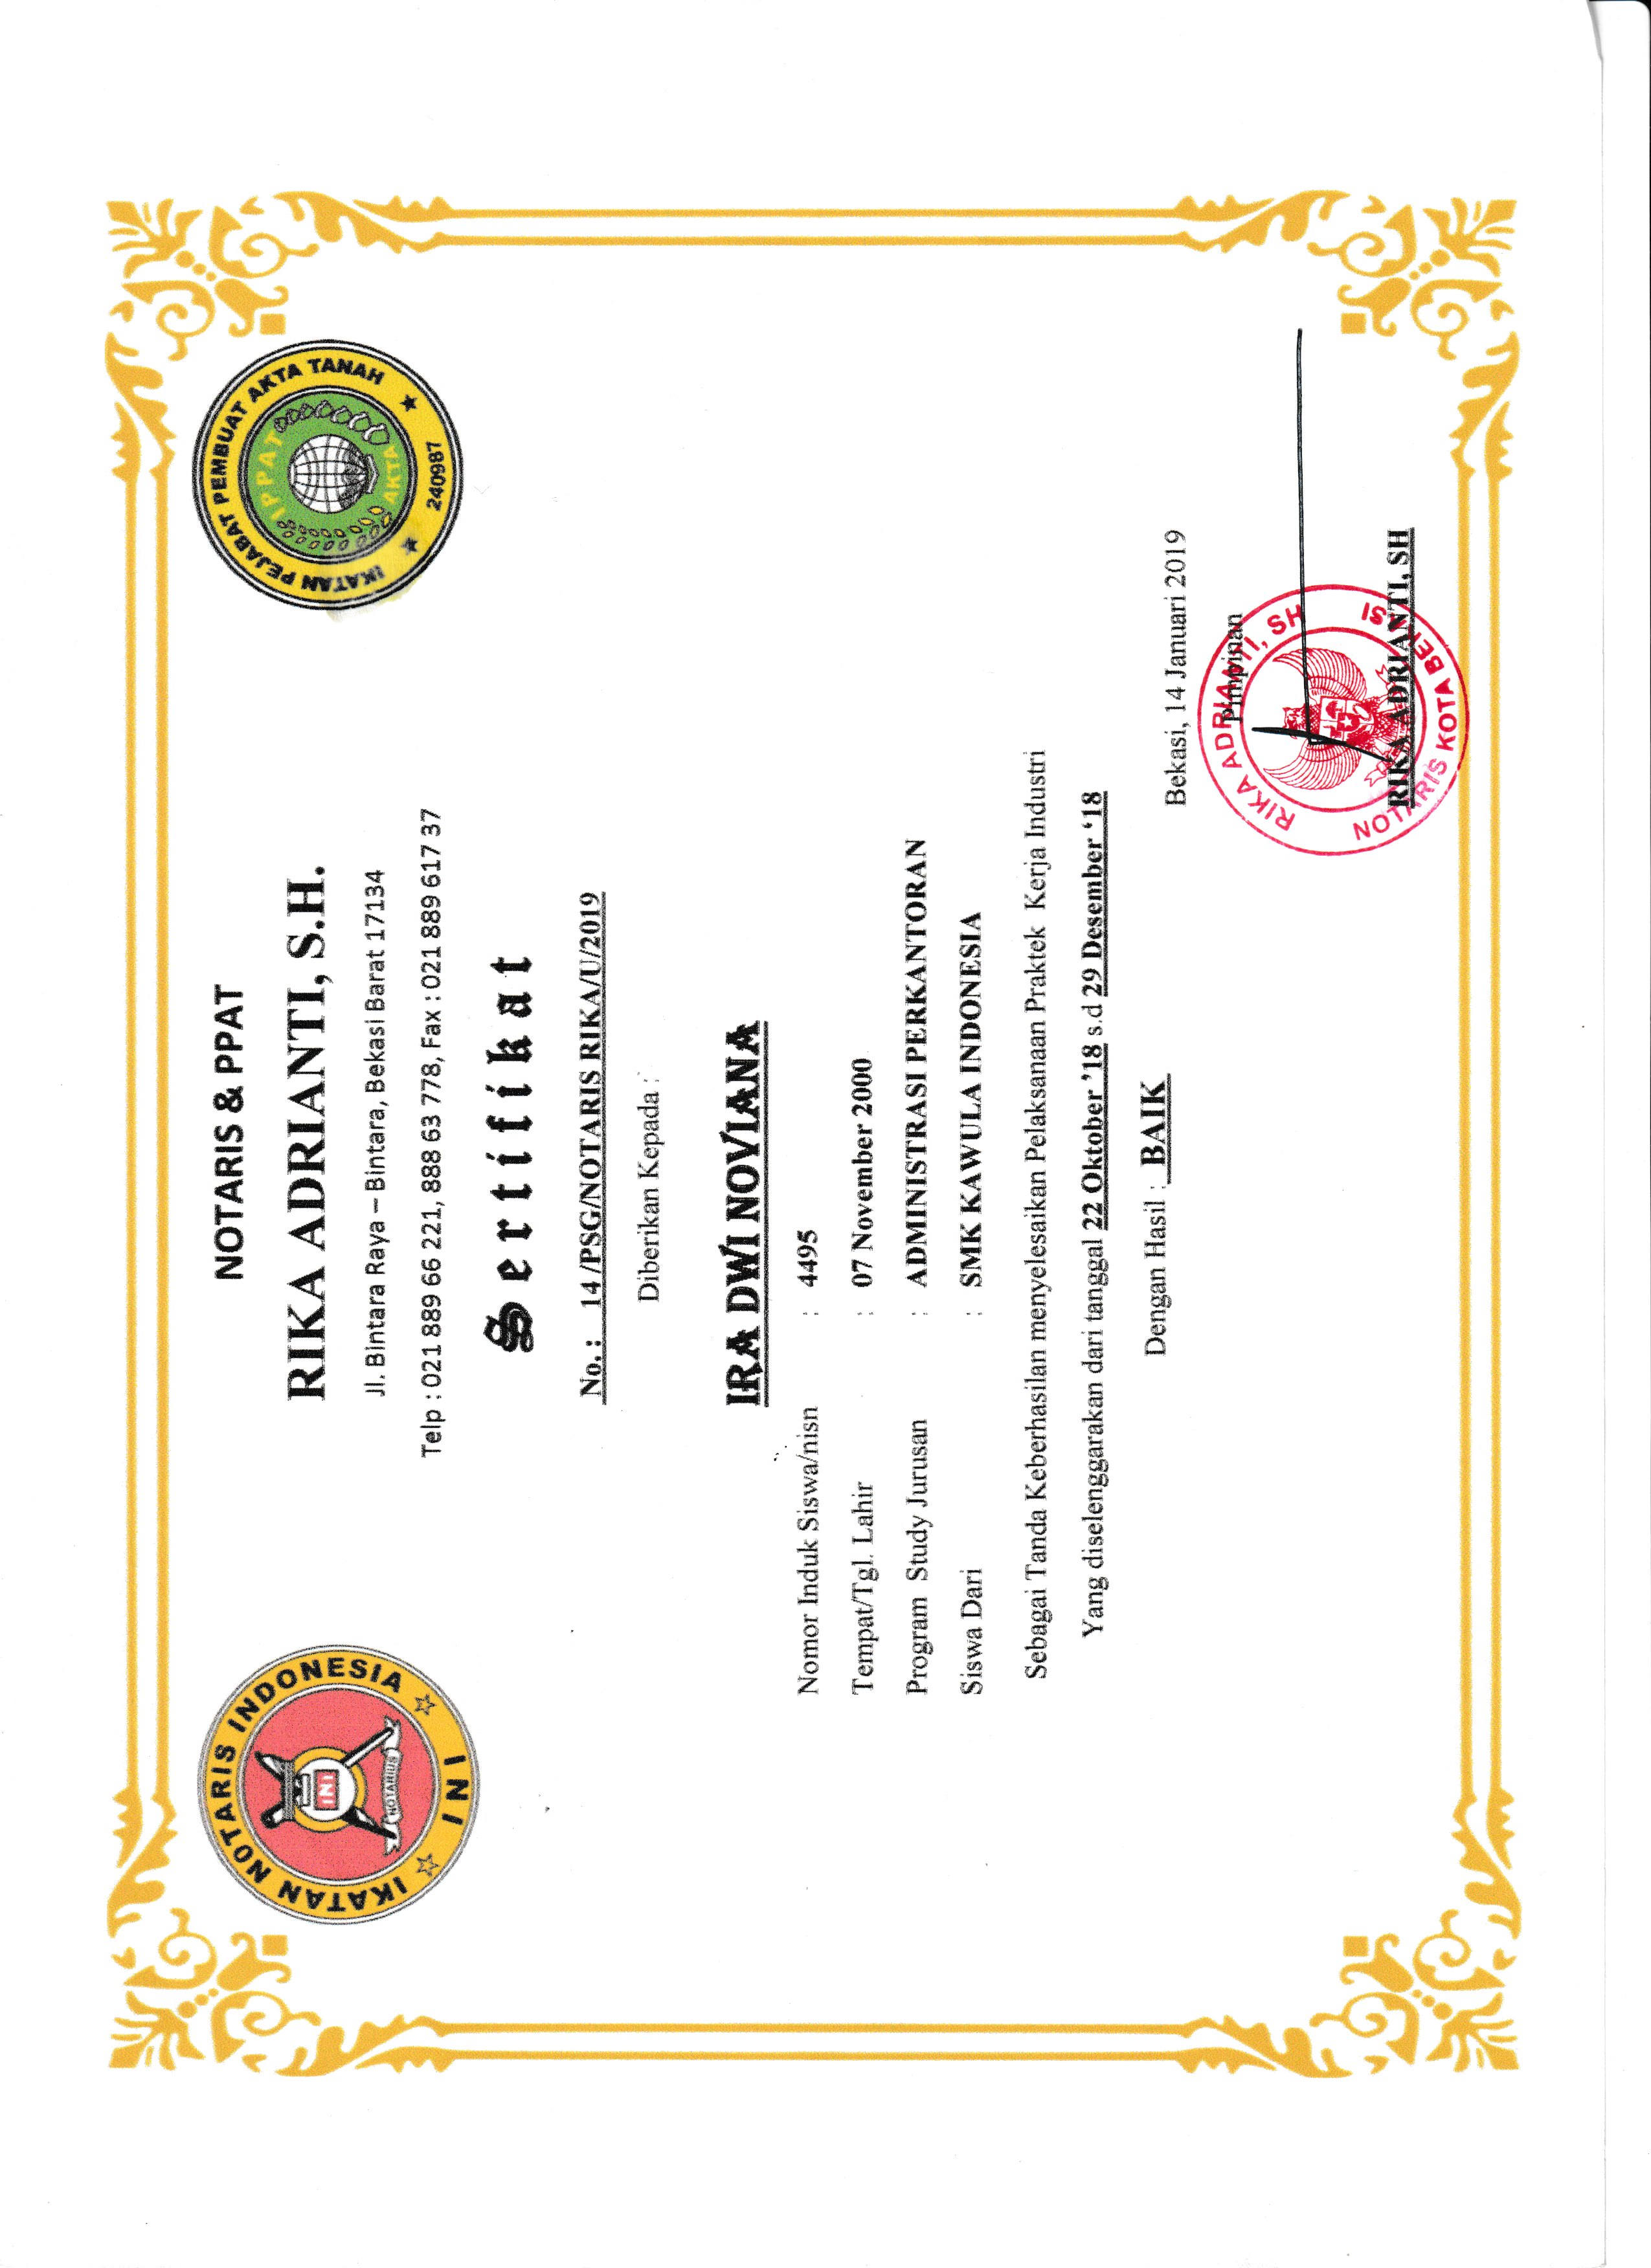 NOTARIS & PPAT
RIKA ADRIANTI, S.H.
Jl. Bintara Raya – Bintara, Bekasi Barat 17134
Telp : 021 889 66 221, 888 63 778, Fax : 021 889 617 37
IKATAN NOTARIS INDONESIA
INI
NOTARIUS
I N I
IKATAN PEJABAT PEMBUAT AKTA TANAH
IPPAT
AKTA
240987
Sertifikat
No. : 14 /PSG/NOTARIS RIKA/U/2019
Diberikan Kepada :
IRA DWI NOVIANA
Nomor Induk Siswa/nisn : 4495
Tempat/Tgl. Lahir : 07 November 2000
Program Study Jurusan : ADMINISTRASI PERKANTORAN
Siswa Dari : SMK KAWULA INDONESIA
Sebagai Tanda Keberhasilan menyelesaikan Pelaksanaan Praktek Kerja Industri
Yang diselenggarakan dari tanggal 22 Oktober ’18 s.d 29 Desember ‘18
Dengan Hasil : BAIK
Bekasi, 14 Januari 2019
Pimpinan
RIKA ADRIANTI, SH
NOTARIS KOTA BEKASI
RIKA ADRIANTI, SH